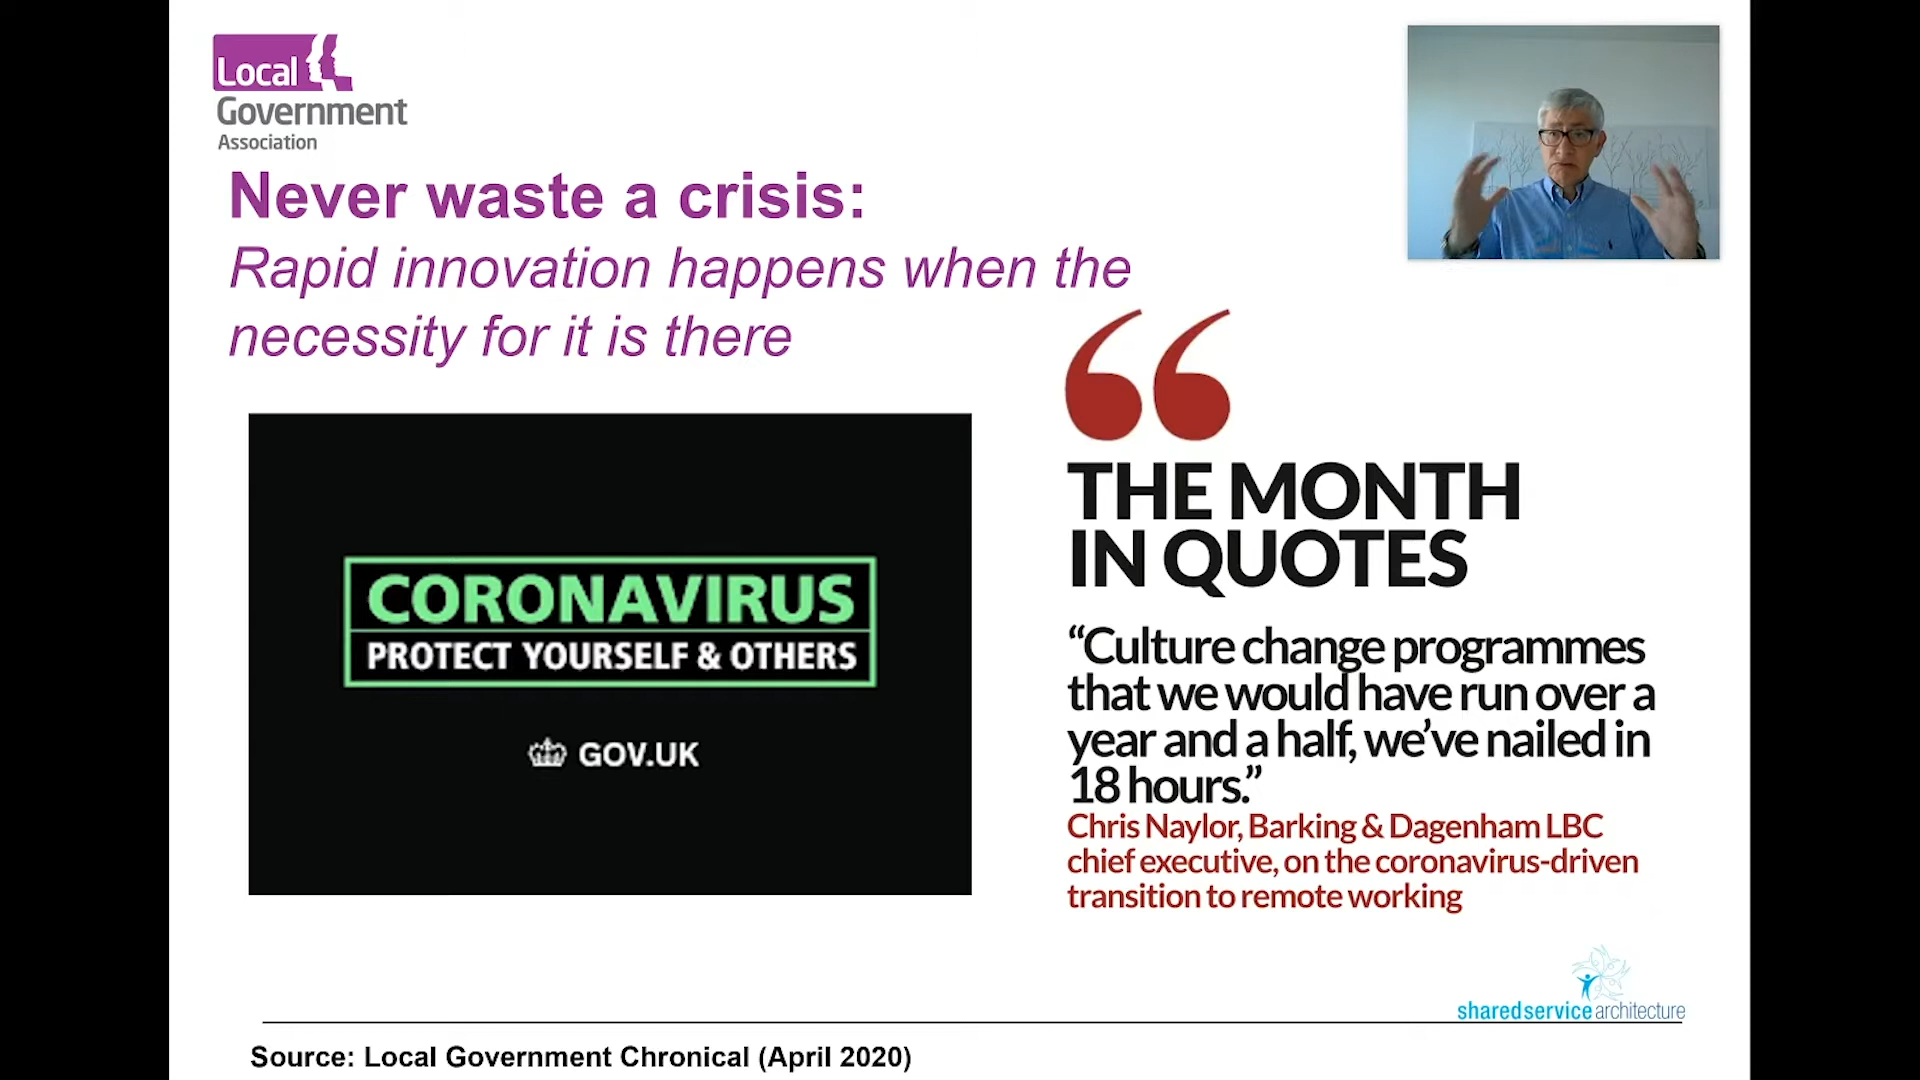 Local
Government
Association
Never waste a crisis:
Rapid innovation happens when the
necessity for it is there
CORONAVIRUS
PROTECT YOURSELF & OTHERS
GOV.UK
“
THE MONTH
IN QUOTES
“Culture change programmes
that we would have run over a
year and a half, we’ve nailed in
18 hours.”
Chris Naylor, Barking & Dagenham LBC
chief executive, on the coronavirus-driven
transition to remote working
sharedservicearchitecture
Source: Local Government Chronical (April 2020)